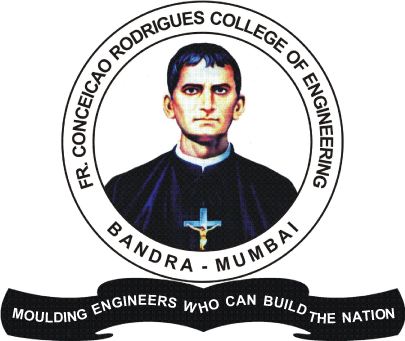 FR. CONCEICAO RODRIGUES COLLEGE OF ENGINEERING
BANDRA - MUMBAI
MOULDING ENGINEERS WHO CAN BUILD THE NATION